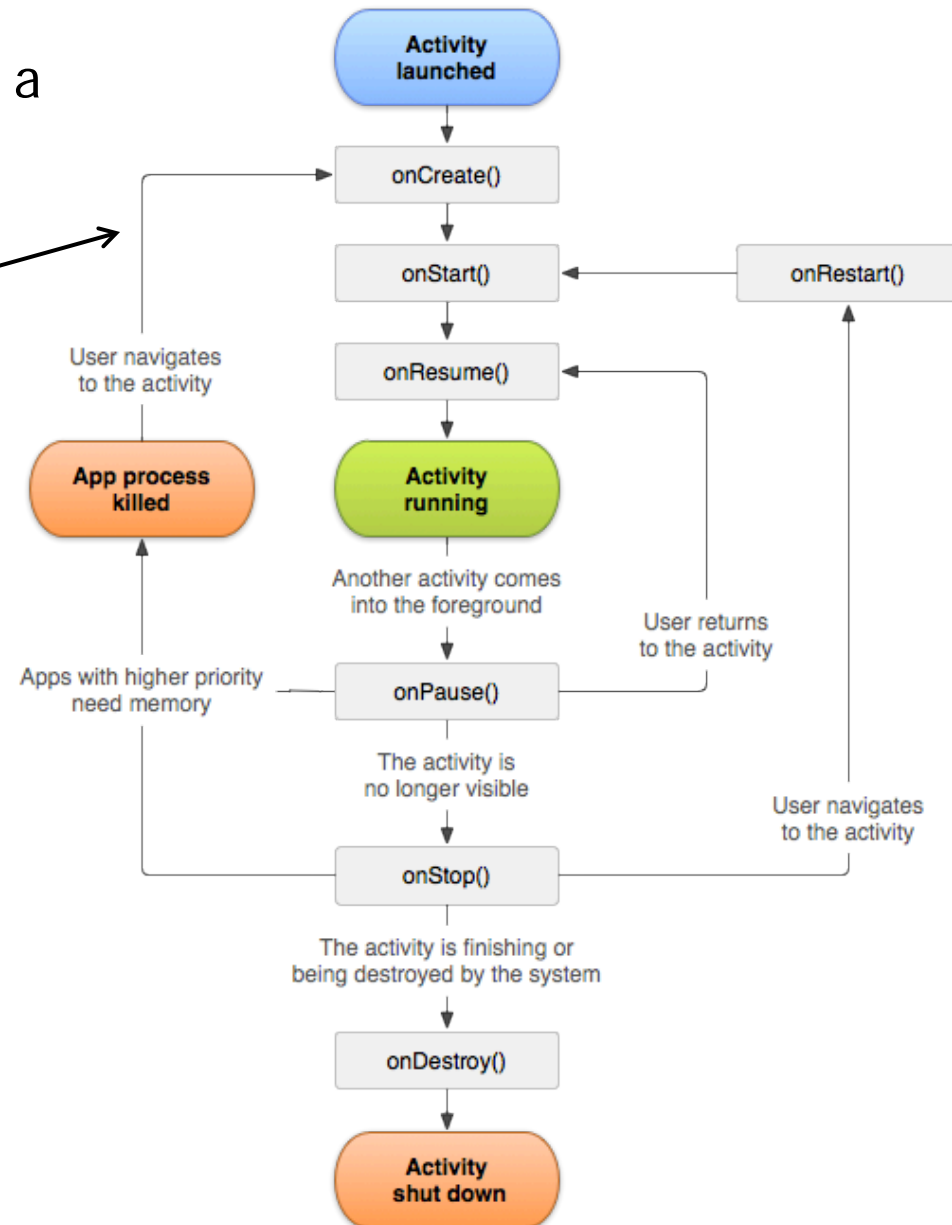 a
Activity
launched
onCreate()
onStart()
onRestart()
onResume()
User navigates
to the activity
App process
killed
Activity
running
Another activity comes
into the foreground
User returns
to the activity
Apps with higher priority
need memory
onPause()
The activity is
no longer visible
User navigates
to the activity
onStop()
The activity is finishing or
being destroyed by the system
onDestroy()
Activity
shut down